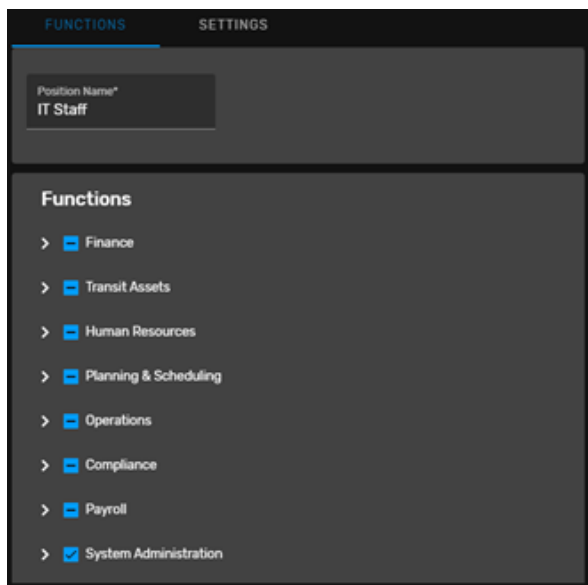 FUNCTIONS SETTINGS
Position Name*
IT Staff
Functions
Finance
Transit Assets
Human Resources
Planning & Scheduling
Operations
Compliance
Payroll
System Administration